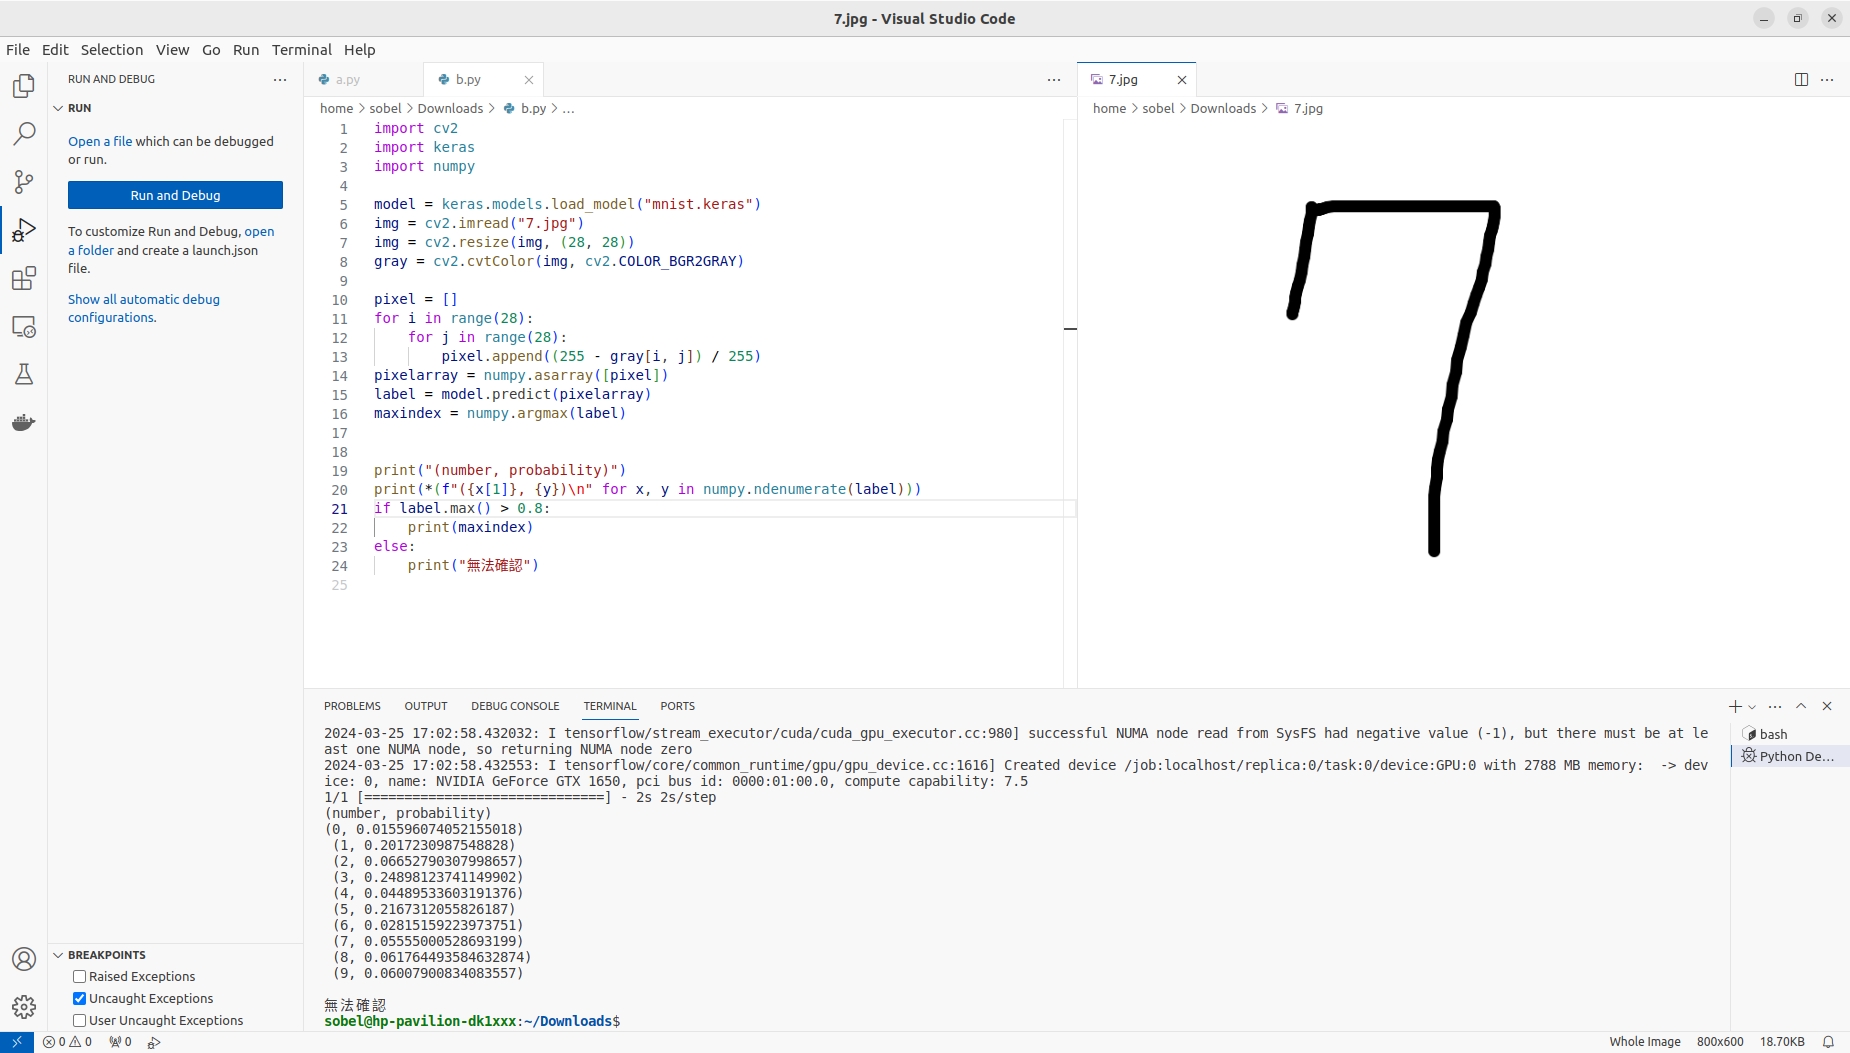 7.jpg - Visual Studio Code
File Edit Selection View Go Run Terminal Help
RUN AND DEBUG ...
RUN
Open a file which can be debugged
or run.
Run and Debug
To customize Run and Debug, open
a folder and create a launch.json
file.
Show all automatic debug
configurations.
BREAKPOINTS
Raised Exceptions
Uncaught Exceptions
User Uncaught Exceptions
a.py
b.py
home > sobel > Downloads > b.py > ...
1 import cv2
2 import keras
3 import numpy
4
5 model = keras.models.load_model("mnist.keras")
6 img = cv2.imread("7.jpg")
7 img = cv2.resize(img, (28, 28))
8 gray = cv2.cvtColor(img, cv2.COLOR_BGR2GRAY)
9
10 pixel = []
11 for i in range(28):
12 for j in range(28):
13 pixel.append((255 - gray[i, j]) / 255)
14 pixelarray = numpy.asarray([pixel])
15 label = model.predict(pixelarray)
16 maxindex = numpy.argmax(label)
17
18
19 print("(number, probability)")
20 print(*(f"({x[1]}, {y})\n" for x, y in numpy.ndenumerate(label)))
21 if label.max() > 0.8:
22 print(maxindex)
23 else:
24 print("無法確認")
25
7.jpg
home > sobel > Downloads > 7.jpg
7
PROBLEMS OUTPUT DEBUG CONSOLE TERMINAL PORTS
2024-03-25 17:02:58.432032: I tensorflow/stream_executor/cuda/cuda_gpu_executor.cc:980] successful NUMA node read from SysFS had negative value (-1), but there must be at le
ast one NUMA node, so returning NUMA node zero
2024-03-25 17:02:58.432553: I tensorflow/core/common_runtime/gpu/gpu_device.cc:1616] Created device /job:localhost/replica:0/task:0/device:GPU:0 with 2788 MB memory:  -> dev
ice: 0, name: NVIDIA GeForce GTX 1650, pci bus id: 0000:01:00.0, compute capability: 7.5
1/1 [==============================] - 2s 2s/step
(number, probability)
(0, 0.015596074052155018)
(1, 0.2017230987548828)
(2, 0.06652790307998657)
(3, 0.24898123741149902)
(4, 0.04489533603191376)
(5, 0.2167312055826187)
(6, 0.02815159223973751)
(7, 0.05555000528693199)
(8, 0.061764493584632874)
(9, 0.06007900834083557)
無法確認
sobel@hp-pavilion-dk1xxx:~/Downloads$
bash
Python De...
0 0 0
Whole Image 800x600 18.70KB